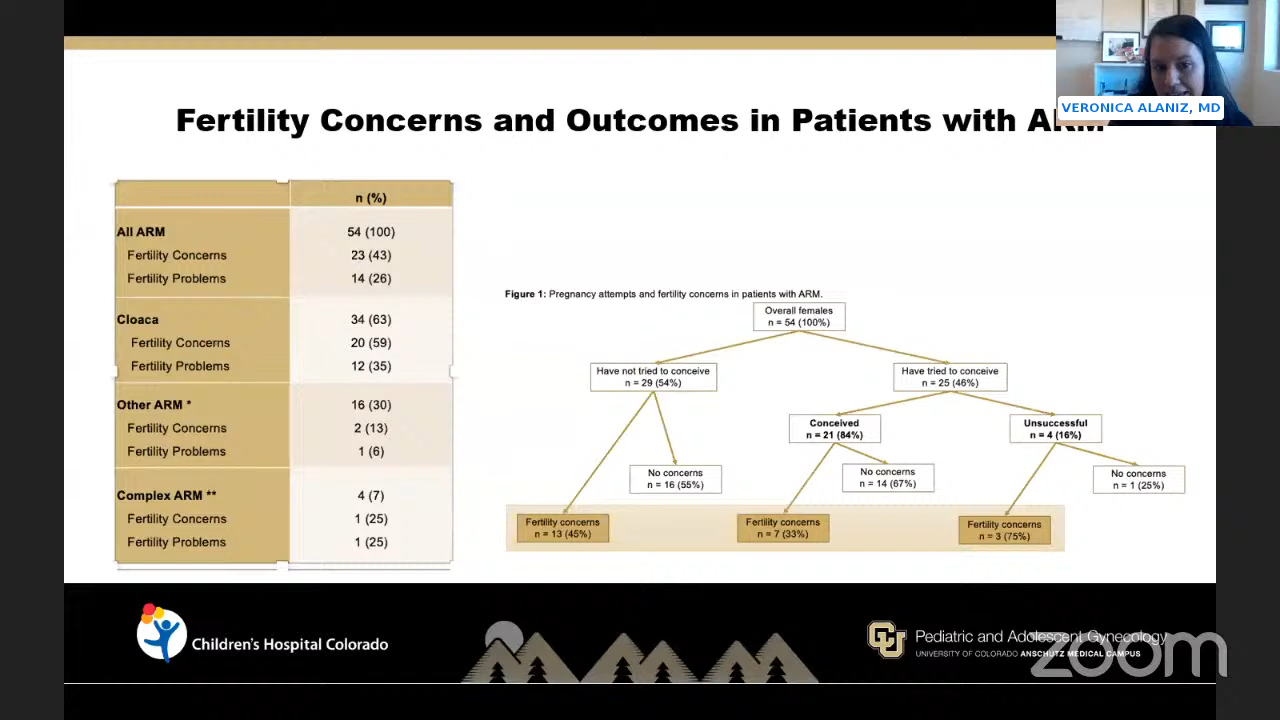 VERONICA ALANIZ, MD
Fertility Concerns and Outcomes in Patients with ARM
n (%)
All ARM 54 (100)
Fertility Concerns 23 (43)
Fertility Problems 14 (26)
Cloaca 34 (63)
Fertility Concerns 20 (59)
Fertility Problems 12 (35)
Other ARM * 16 (30)
Fertility Concerns 2 (13)
Fertility Problems 1 (6)
Complex ARM ** 4 (7)
Fertility Concerns 1 (25)
Fertility Problems 1 (25)
Figure 1: Pregnancy attempts and fertility concerns in patients with ARM.
Overall females
n = 54 (100%)
Have not tried to conceive
n = 29 (54%)
Have tried to conceive
n = 25 (46%)
Conceived
n = 21 (84%)
Unsuccessful
n = 4 (16%)
No concerns
n = 16 (55%)
No concerns
n = 14 (67%)
No concerns
n = 1 (25%)
Fertility concerns
n = 13 (45%)
Fertility concerns
n = 7 (33%)
Fertility concerns
n = 3 (75%)
Children's Hospital Colorado
CU
Pediatric and Adolescent Gynecology
UNIVERSITY OF COLORADO ANSCHUTZ MEDICAL CAMPUS
zoom